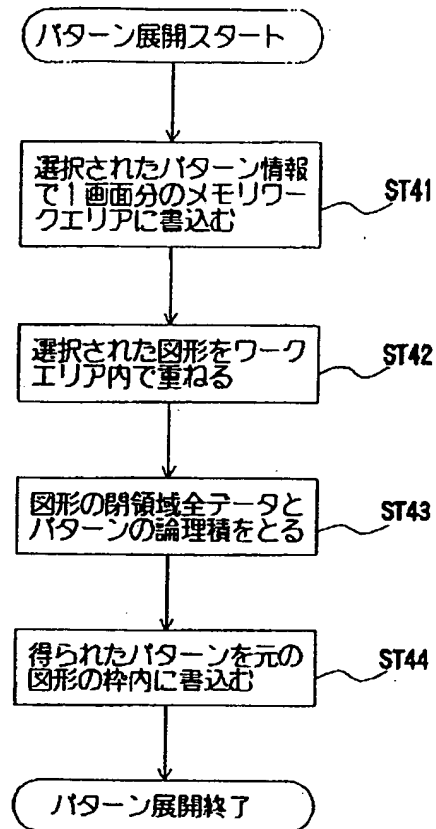 パターン展開スタート
選択されたパターン情報
で1画面分のメモリワー
クエリアに書込む
ST41
選択された図形をワーク
エリア内で重ねる
ST42
図形の閉領域全データと
パターンの論理積をとる
ST43
得られたパターンを元の
図形の枠内に書込む
ST44
パターン展開終了